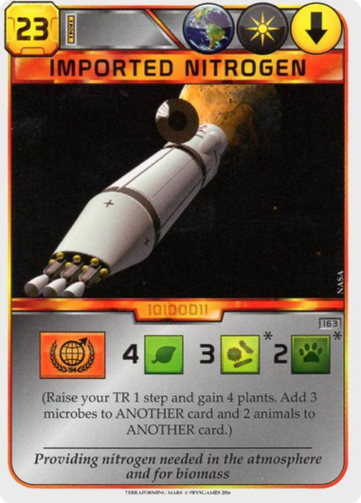 23
IMPORTED NITROGEN
NASA
10100011
163
4 3 * 2 *
(Raise your TR 1 step and gain 4 plants. Add 3
microbes to ANOTHER card and 2 animals to
ANOTHER card.)
Providing nitrogen needed in the atmosphere
and for biomass
TERRAFORMING MARS © FRYXGAMES 2016